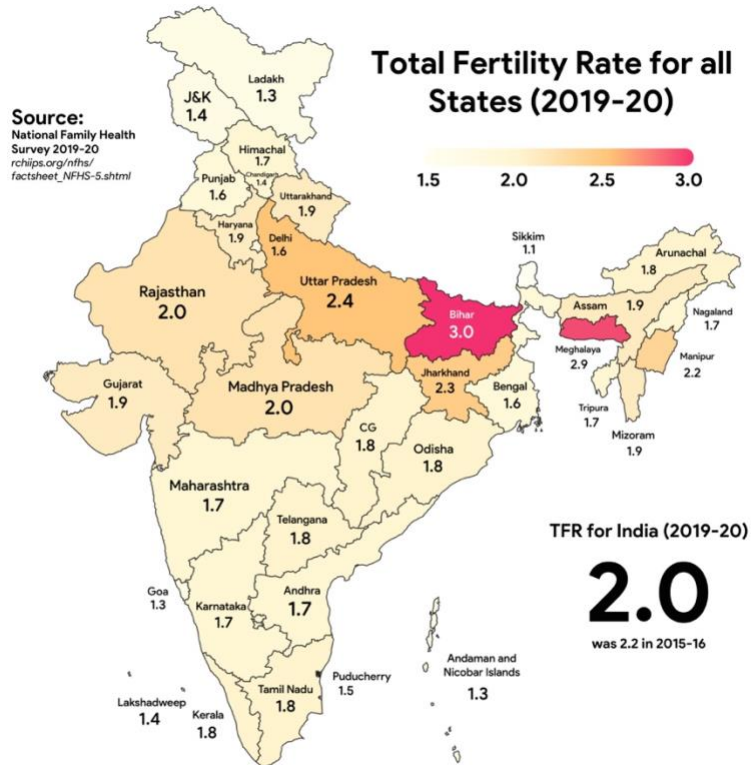 Total Fertility Rate for all
States (2019-20)
1.5 2.0 2.5 3.0
Source:
National Family Health
Survey 2019-20
rchiips.org/nfhs/
factsheet_NFHS-5.shtml
Ladakh
1.3
J&K
1.4
Himachal
1.7
Chandigarh
1.4
Punjab
1.6
Uttarakhand
1.9
Haryana
1.9
Delhi
1.6
Rajasthan
2.0
Uttar Pradesh
2.4
Bihar
3.0
Sikkim
1.1
Arunachal
1.8
Assam 1.9
Nagaland
1.7
Meghalaya
2.9
Manipur
2.2
Tripura
1.7
Mizoram
1.9
Gujarat
1.9
Madhya Pradesh
2.0
Jharkhand
2.3
Bengal
1.6
CG
1.8
Odisha
1.8
Maharashtra
1.7
Telangana
1.8
Goa
1.3
Karnataka
1.7
Andhra
1.7
TFR for India (2019-20)
2.0
was 2.2 in 2015-16
Andaman and
Nicobar Islands
1.3
Puducherry
1.5
Tamil Nadu
1.8
Lakshadweep
1.4
Kerala
1.8